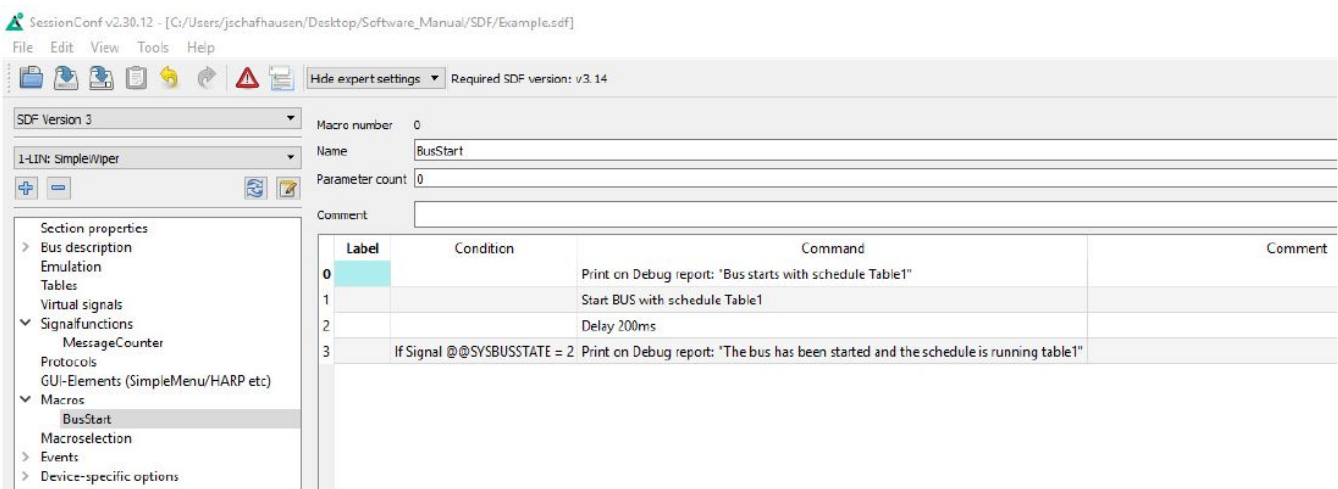 SessionConf v2.30.12 - [C:/Users/jschafhausen/Desktop/Software_Manual/SDF/Example.sdf]
File Edit View Tools Help
Hide expert settings Required SDF version: v3.14
SDF Version 3
1-LIN: SimpleWiper
Section properties
Bus description
Emulation
Tables
Virtual signals
Signalfunctions
MessageCounter
Protocols
GUI-Elements (SimpleMenu/HARP etc)
Macros
BusStart
Macroselection
Events
Device-specific options
Macro number 0
Name BusStart
Parameter count 0
Comment
Label Condition Command Comment
0 Print on Debug report: "Bus starts with schedule Table1"
1 Start BUS with schedule Table1
2 Delay 200ms
3 If Signal @@SYSBUSSTATE = 2 Print on Debug report: "The bus has been started and the schedule is running table1"